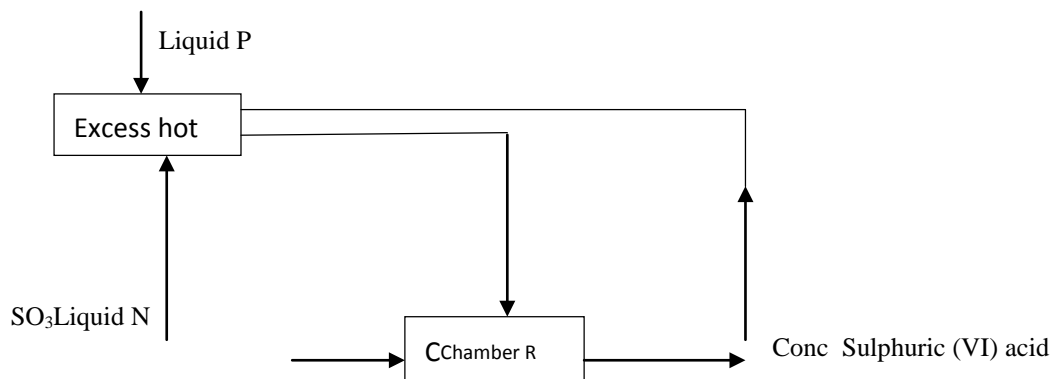 Liquid P
Excess hot
SO₃Liquid N
CChamber R
Conc Sulphuric (VI) acid